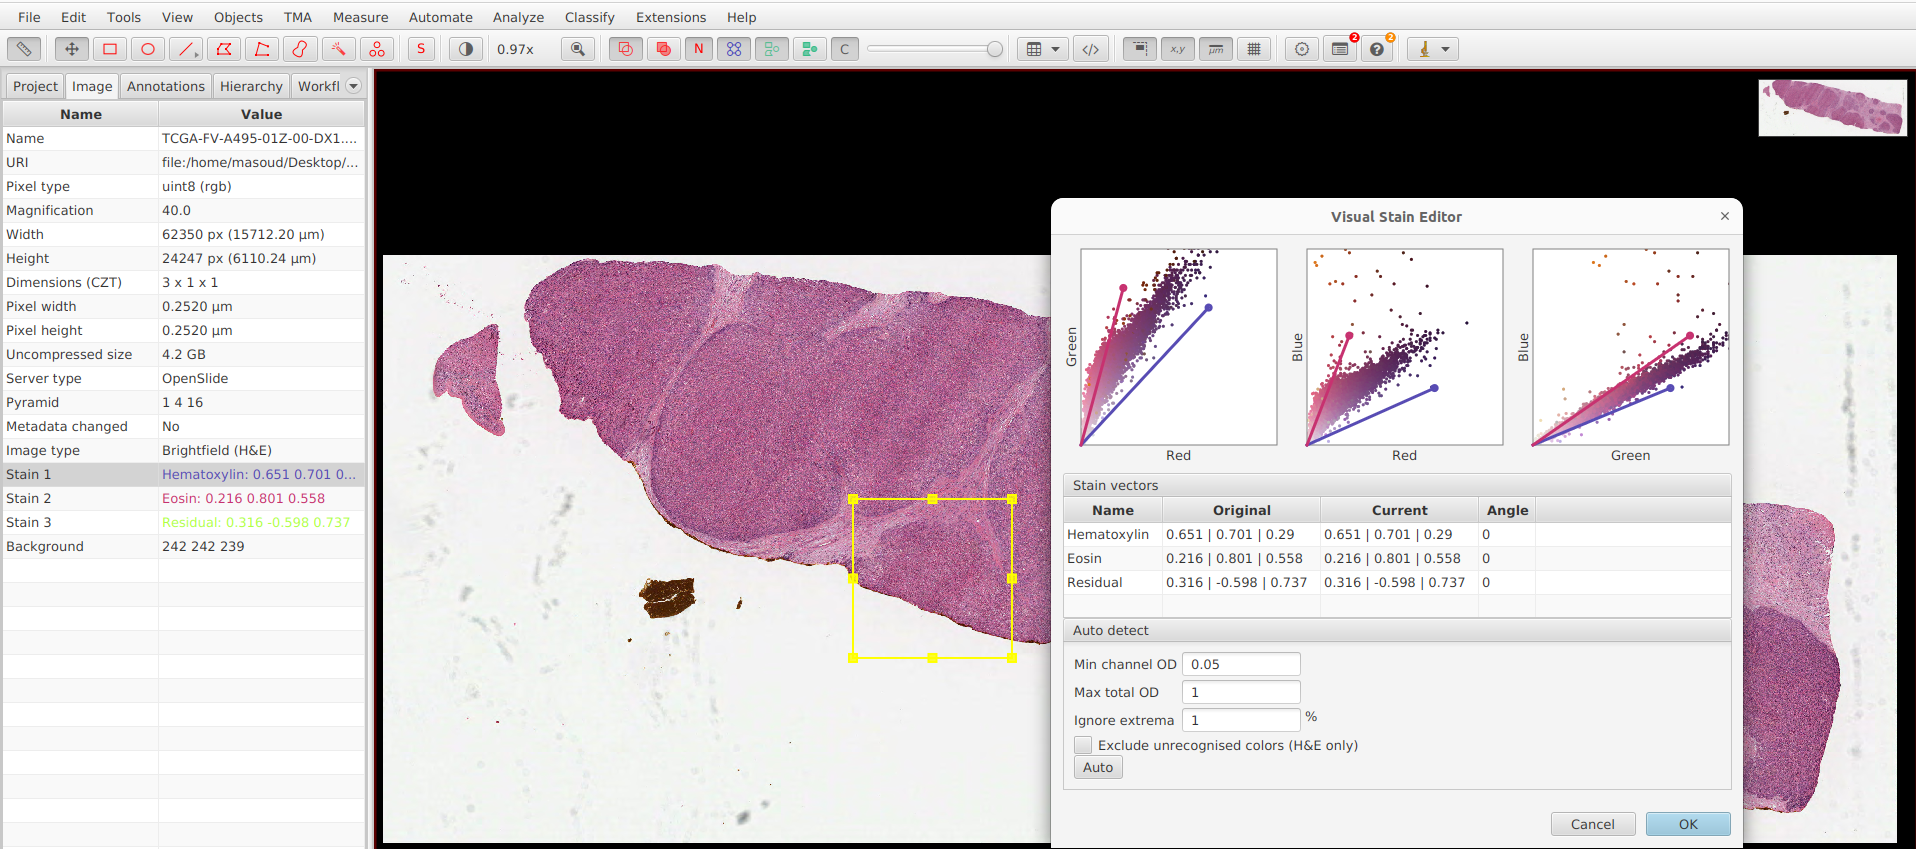 File Edit Tools View Objects TMA Measure Automate Analyze Classify Extensions Help
S 0.97x N C x,y μm 2 2
Project Image Annotations Hierarchy Workfl
Name Value
Name TCGA-FV-A495-01Z-00-DX1....
URI file:/home/masoud/Desktop/...
Pixel type uint8 (rgb)
Magnification 40.0
Width 62350 px (15712.20 μm)
Height 24247 px (6110.24 μm)
Dimensions (CZT) 3 x 1 x 1
Pixel width 0.2520 μm
Pixel height 0.2520 μm
Uncompressed size 4.2 GB
Server type OpenSlide
Pyramid 1 4 16
Metadata changed No
Image type Brightfield (H&E)
Stain 1 Hematoxylin: 0.651 0.701 0...
Stain 2 Eosin: 0.216 0.801 0.558
Stain 3 Residual: 0.316 -0.598 0.737
Background 242 242 239
Visual Stain Editor
Green
Red
Blue
Red
Blue
Green
Stain vectors
Name Original Current Angle
Hematoxylin 0.651 | 0.701 | 0.29 0.651 | 0.701 | 0.29 0
Eosin 0.216 | 0.801 | 0.558 0.216 | 0.801 | 0.558 0
Residual 0.316 | -0.598 | 0.737 0.316 | -0.598 | 0.737 0
Auto detect
Min channel OD 0.05
Max total OD 1
Ignore extrema 1 %
Exclude unrecognised colors (H&E only)
Auto
Cancel OK